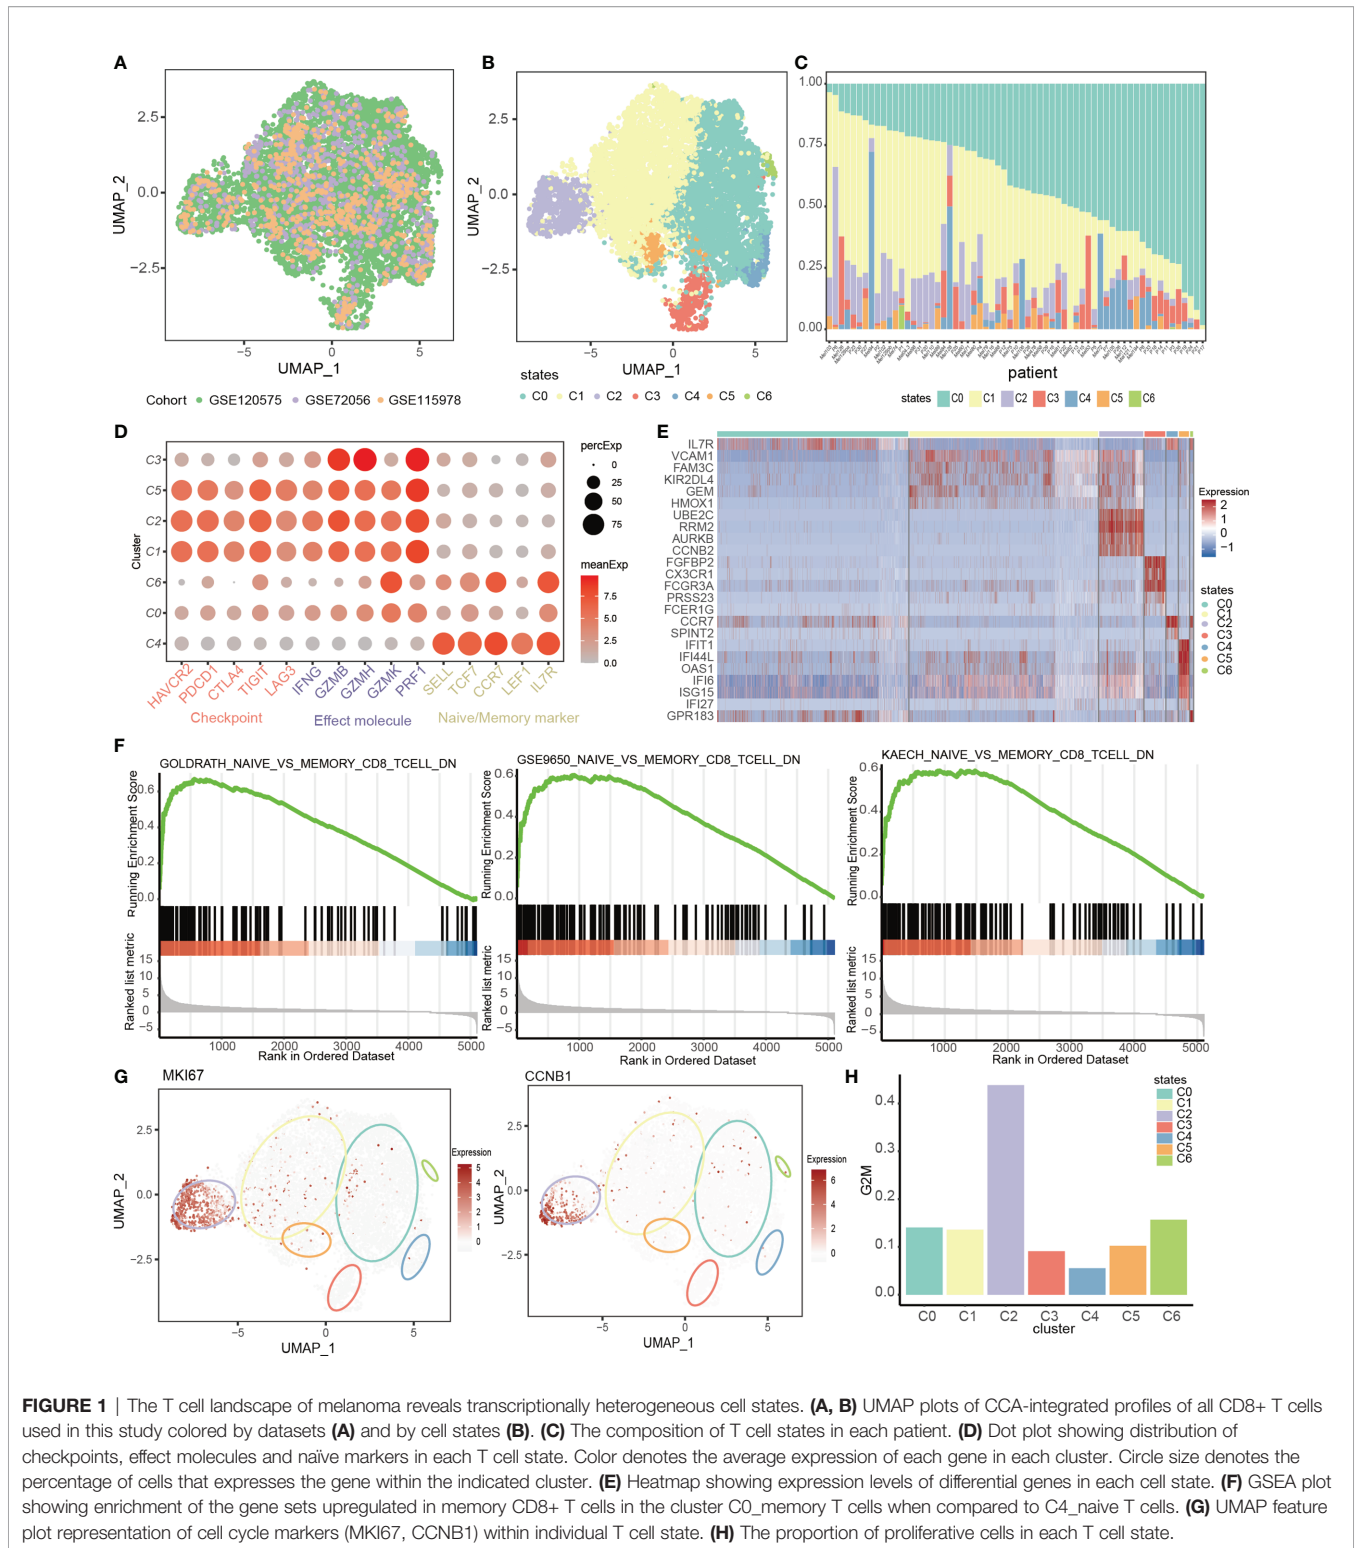 A
B
C
2.5
0.0
−2.5
UMAP_2
−5
0
5
UMAP_1
Cohort
GSE120575
GSE72056
GSE115978
2.5
0.0
−2.5
UMAP_2
−5
0
5
UMAP_1
states
C0 C1 C2 C3 C4 C5 C6
1.00
0.75
0.50
0.25
0.00
patient
states C0 C1 C2 C3 C4 C5 C6
D
Cluster
C3
C5
C2
C1
C6
C0
C4
HAVCR2
PDCD1
CTLA4
TIGIT
LAG3
IFNG
GZMB
GZMH
GZMK
PRF1
SELL
TCF7
CCR7
LEF1
IL7R
Checkpoint
Effect molecule
Naive/Memory marker
percExp
0
25
50
75
meanExp
7.5
5.0
2.5
0.0
E
IL7R
VCAM1
FAM3C
KIR2DL4
GEM
HMOX1
UBE2C
RRM2
AURKB
CCNB2
FGFBP2
CX3CR1
FCGR3A
PRSS23
FCER1G
CCR7
SPINT2
IFIT1
IFI44L
OAS1
IFI6
ISG15
IFI27
GPR183
Expression
2
1
0
−1
states
C0
C1
C2
C3
C4
C5
C6
F
GOLDRATH_NAIVE_VS_MEMORY_CD8_TCELL_DN
Running Enrichment Score
0.6
0.4
0.2
0.0
Ranked list metric
15
10
5
0
−5
1000 2000 3000 4000 5000
Rank in Ordered Dataset
GSE9650_NAIVE_VS_MEMORY_CD8_TCELL_DN
Running Enrichment Score
0.6
0.4
0.2
0.0
Ranked list metric
15
10
5
0
−5
1000 2000 3000 4000 5000
Rank in Ordered Dataset
KAECH_NAIVE_VS_MEMORY_CD8_TCELL_DN
Running Enrichment Score
0.6
0.4
0.2
0.0
Ranked list metric
15
10
5
0
−5
1000 2000 3000 4000 5000
Rank in Ordered Dataset
G
MKI67
2.5
0.0
−2.5
UMAP_2
−5
0
5
UMAP_1
Expression
5
4
3
2
1
0
CCNB1
2.5
0.0
−2.5
UMAP_2
−5
0
5
UMAP_1
Expression
6
4
2
0
H
G2M
0.4
0.3
0.2
0.1
0.0
C0 C1 C2 C3 C4 C5 C6
cluster
states
C0
C1
C2
C3
C4
C5
C6
FIGURE 1 | The T cell landscape of melanoma reveals transcriptionally heterogeneous cell states. (A, B) UMAP plots of CCA-integrated profiles of all CD8+ T cells
used in this study colored by datasets (A) and by cell states (B). (C) The composition of T cell states in each patient. (D) Dot plot showing distribution of
checkpoints, effect molecules and naïve markers in each T cell state. Color denotes the average expression of each gene in each cluster. Circle size denotes the
percentage of cells that expresses the gene within the indicated cluster. (E) Heatmap showing expression levels of differential genes in each cell state. (F) GSEA plot
showing enrichment of the gene sets upregulated in memory CD8+ T cells in the cluster C0_memory T cells when compared to C4_naive T cells. (G) UMAP feature
plot representation of cell cycle markers (MKI67, CCNB1) within individual T cell state. (H) The proportion of proliferative cells in each T cell state.